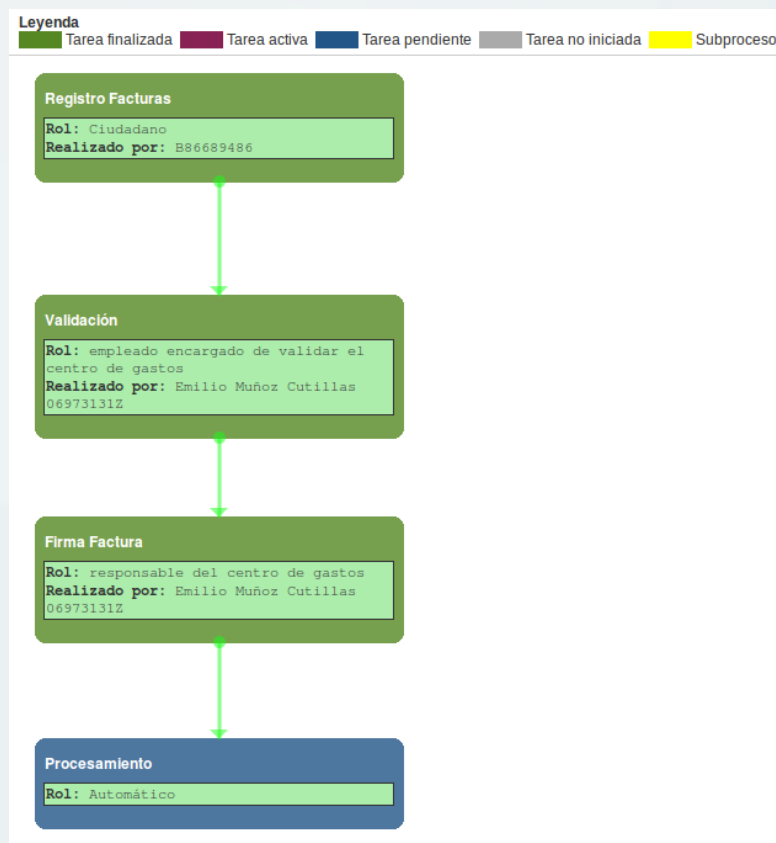 Leyenda
Tarea finalizada Tarea activa Tarea pendiente Tarea no iniciada Subproceso
Registro Facturas
Rol: Ciudadano
Realizado por: B86689486
Validación
Rol: empleado encargado de validar el
centro de gastos
Realizado por: Emilio Muñoz Cutillas
06973131Z
Firma Factura
Rol: responsable del centro de gastos
Realizado por: Emilio Muñoz Cutillas
06973131Z
Procesamiento
Rol: Automático